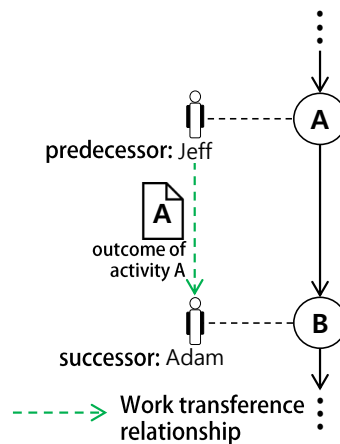 A
predecessor: Jeff
A
outcome of
activity A
B
successor: Adam
Work transference
relationship